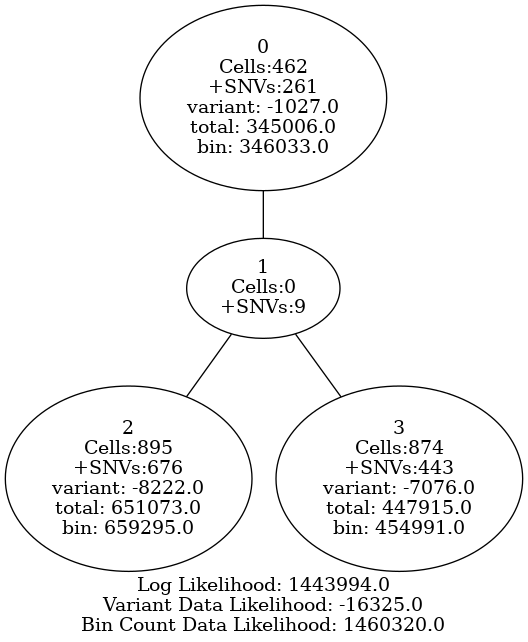 0
Cells:462
+SNVs:261
variant: -1027.0
total: 345006.0
bin: 346033.0
1
Cells:0
+SNVs:9
2
Cells:895
+SNVs:676
variant: -8222.0
total: 651073.0
bin: 659295.0
3
Cells:874
+SNVs:443
variant: -7076.0
total: 447915.0
bin: 454991.0
Log Likelihood: 1443994.0
Variant Data Likelihood: -16325.0
Bin Count Data Likelihood: 1460320.0